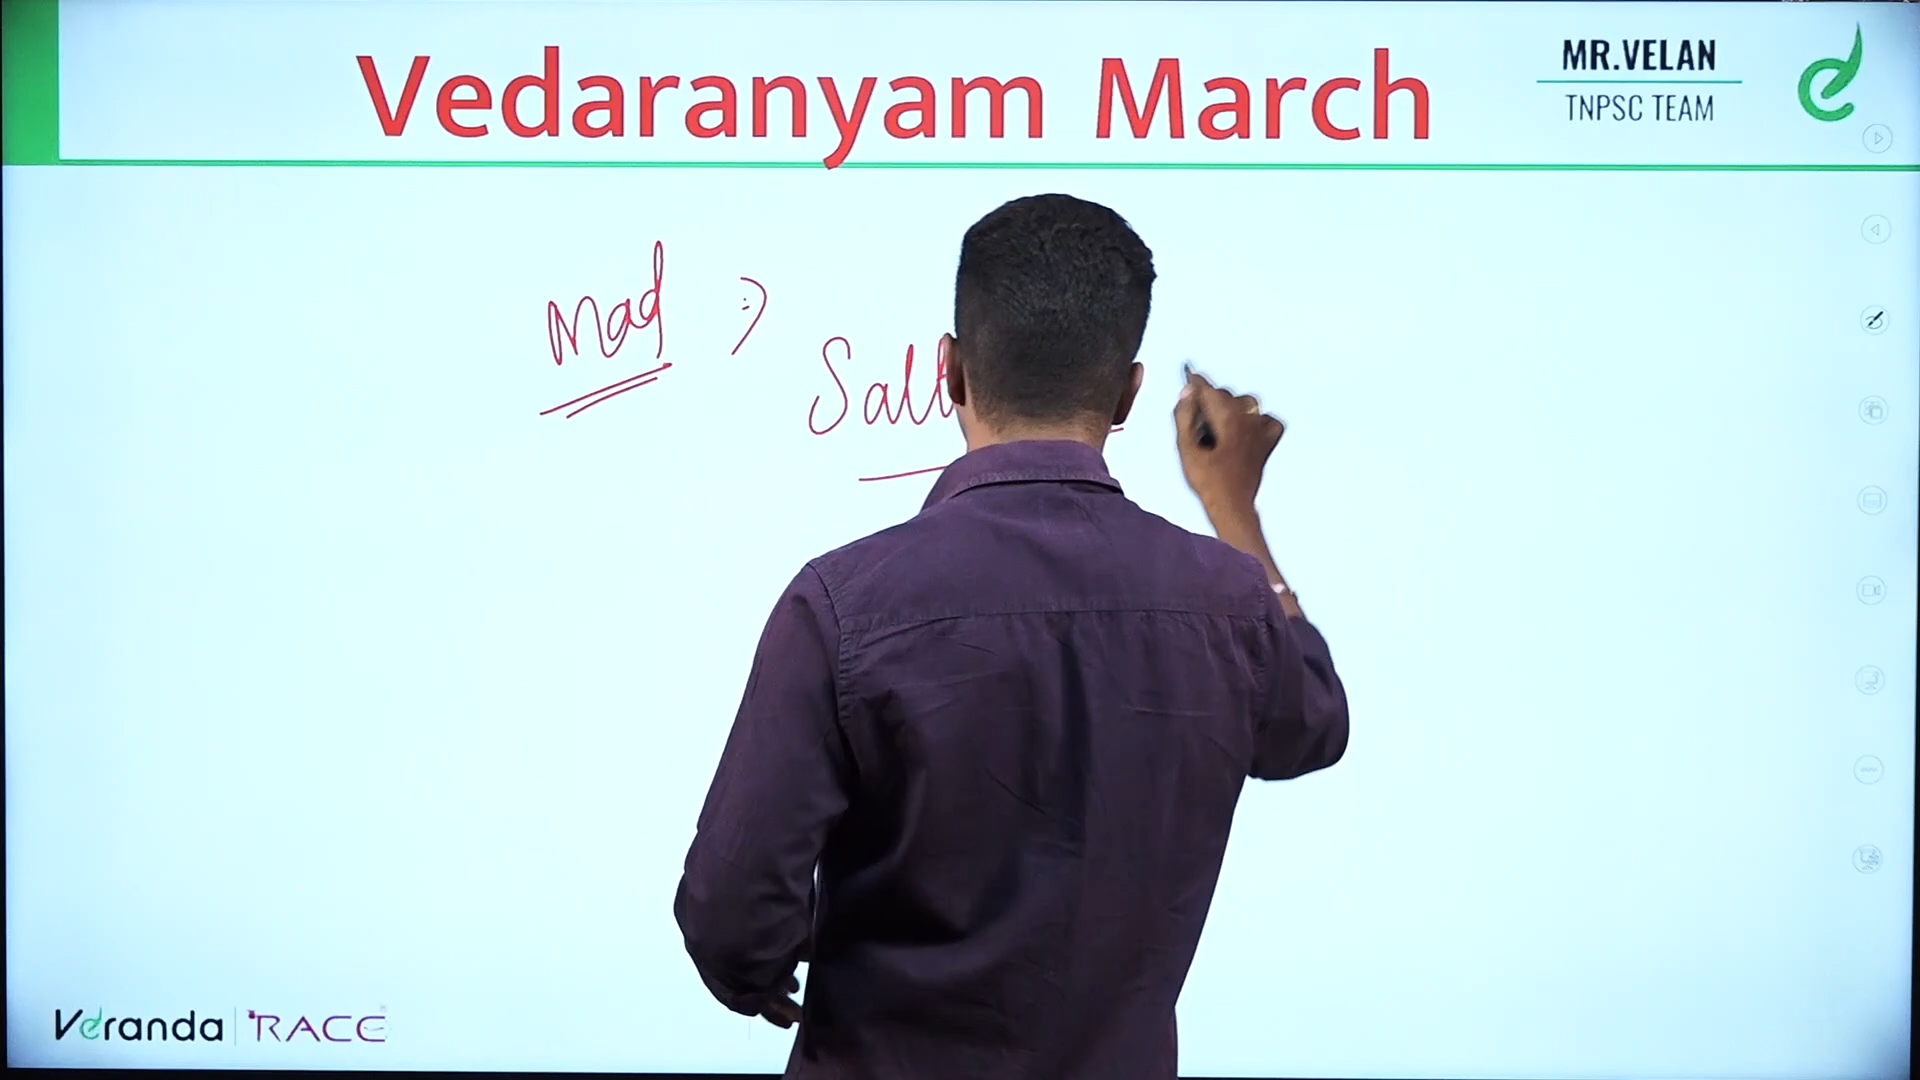 Vedaranyam March
MR.VELAN
TNPSC TEAM
Mad :-)
Salt
Veranda RACE